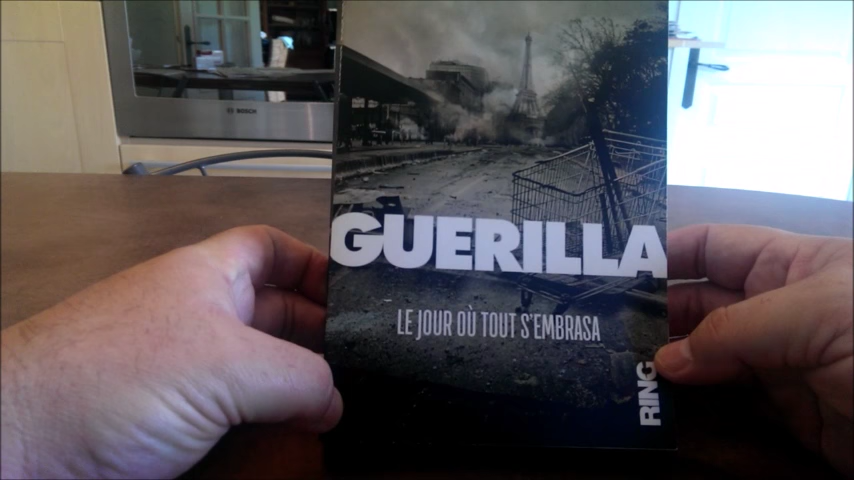 BOSCH
GUERILLA
LE JOUR OÙ TOUT S'EMBRASA
RING